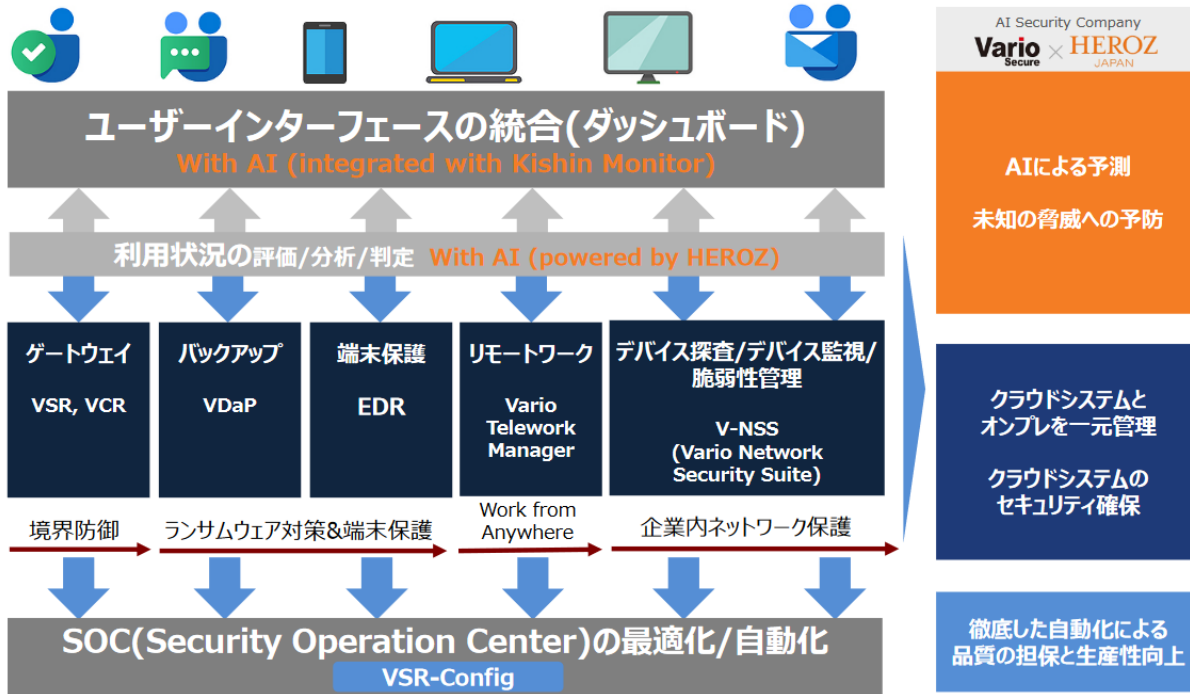 AI Security Company
Vario Secure × HEROZ JAPAN
ユーザーインターフェースの統合(ダッシュボード)
With AI (integrated with Kishin Monitor)
利用状況の評価/分析/判定 With AI (powered by HEROZ)
ゲートウェイ
VSR, VCR
バックアップ
VDaP
端末保護
EDR
リモートワーク
Vario
Telework
Manager
デバイス探査/デバイス監視/
脆弱性管理
V-NSS
(Vario Network
Security Suite)
境界防御
ランサムウェア対策&端末保護
Work from
Anywhere
企業内ネットワーク保護
SOC(Security Operation Center)の最適化/自動化
VSR-Config
AIによる予測
未知の脅威への予防
クラウドシステムと
オンプレを一元管理
クラウドシステムの
セキュリティ確保
徹底した自動化による
品質の担保と生産性向上